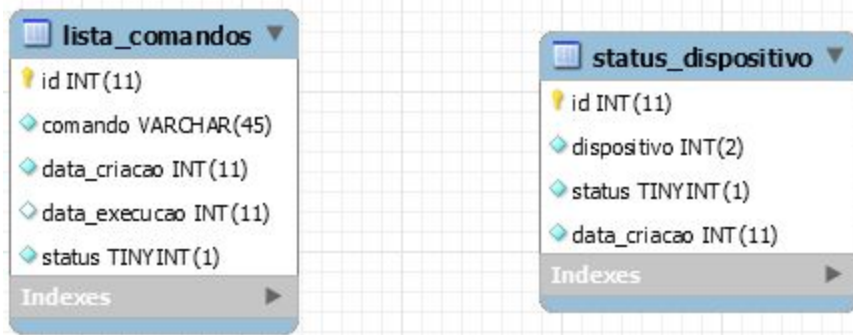 lista_comandos
id INT(11)
comando VARCHAR(45)
data_criacao INT(11)
data_execucao INT(11)
status TINYINT(1)
Indexes
status_dispositivo
id INT(11)
dispositivo INT(2)
status TINYINT(1)
data_criacao INT(11)
Indexes